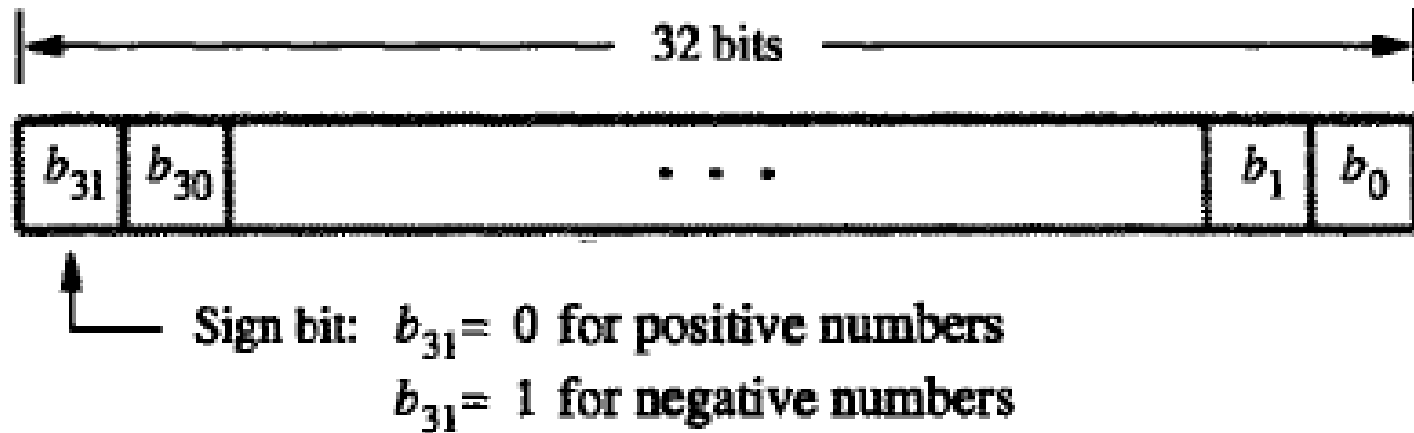 32 bits
b₃₁ b₃₀ . . . b₁ b₀
Sign bit: b₃₁= 0 for positive numbers
b₃₁= 1 for negative numbers